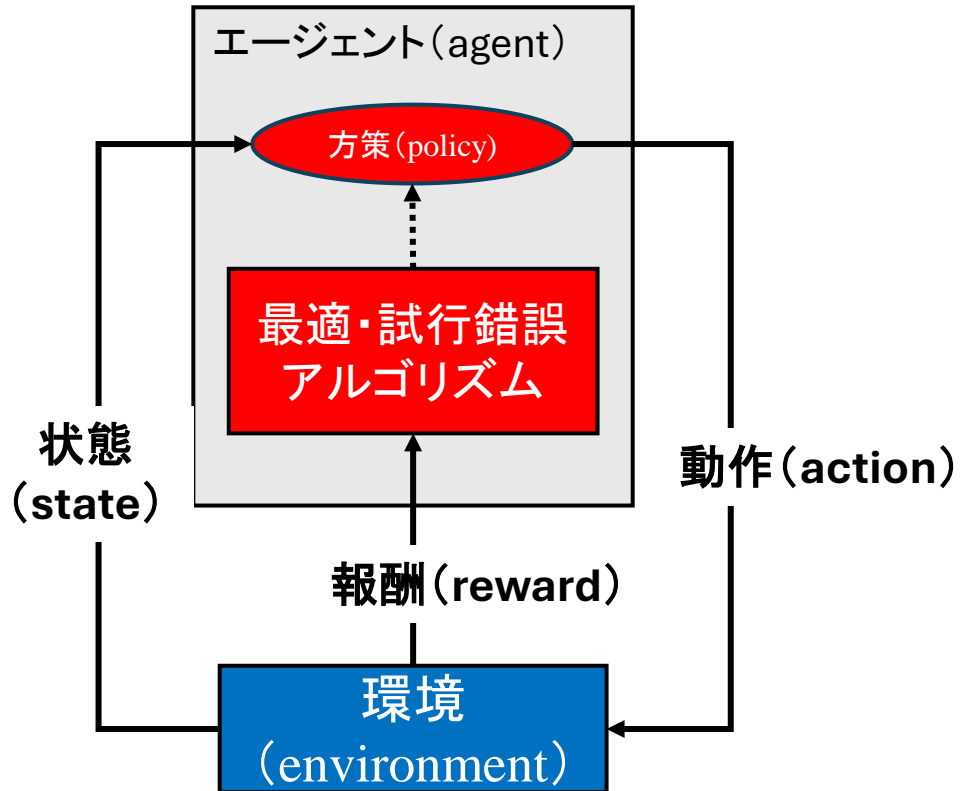 エージェント(agent)
方策(policy)
最適・試行錯誤
アルゴリズム
状態
(state)
動作(action)
報酬(reward)
環境
(environment)